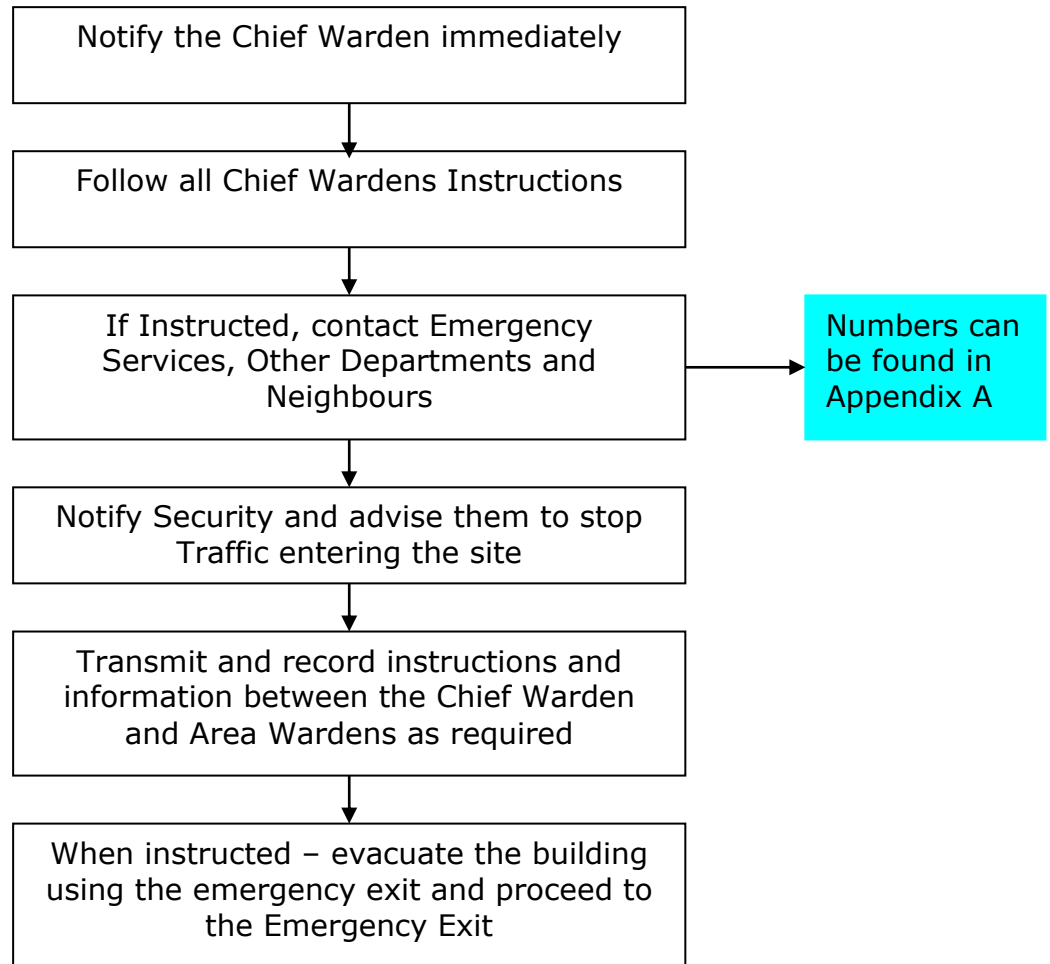 Notify the Chief Warden immediately
Follow all Chief Wardens Instructions
If Instructed, contact Emergency
Services, Other Departments and
Neighbours
Numbers can
be found in
Appendix A
Notify Security and advise them to stop
Traffic entering the site
Transmit and record instructions and
information between the Chief Warden
and Area Wardens as required
When instructed – evacuate the building
using the emergency exit and proceed to
the Emergency Exit